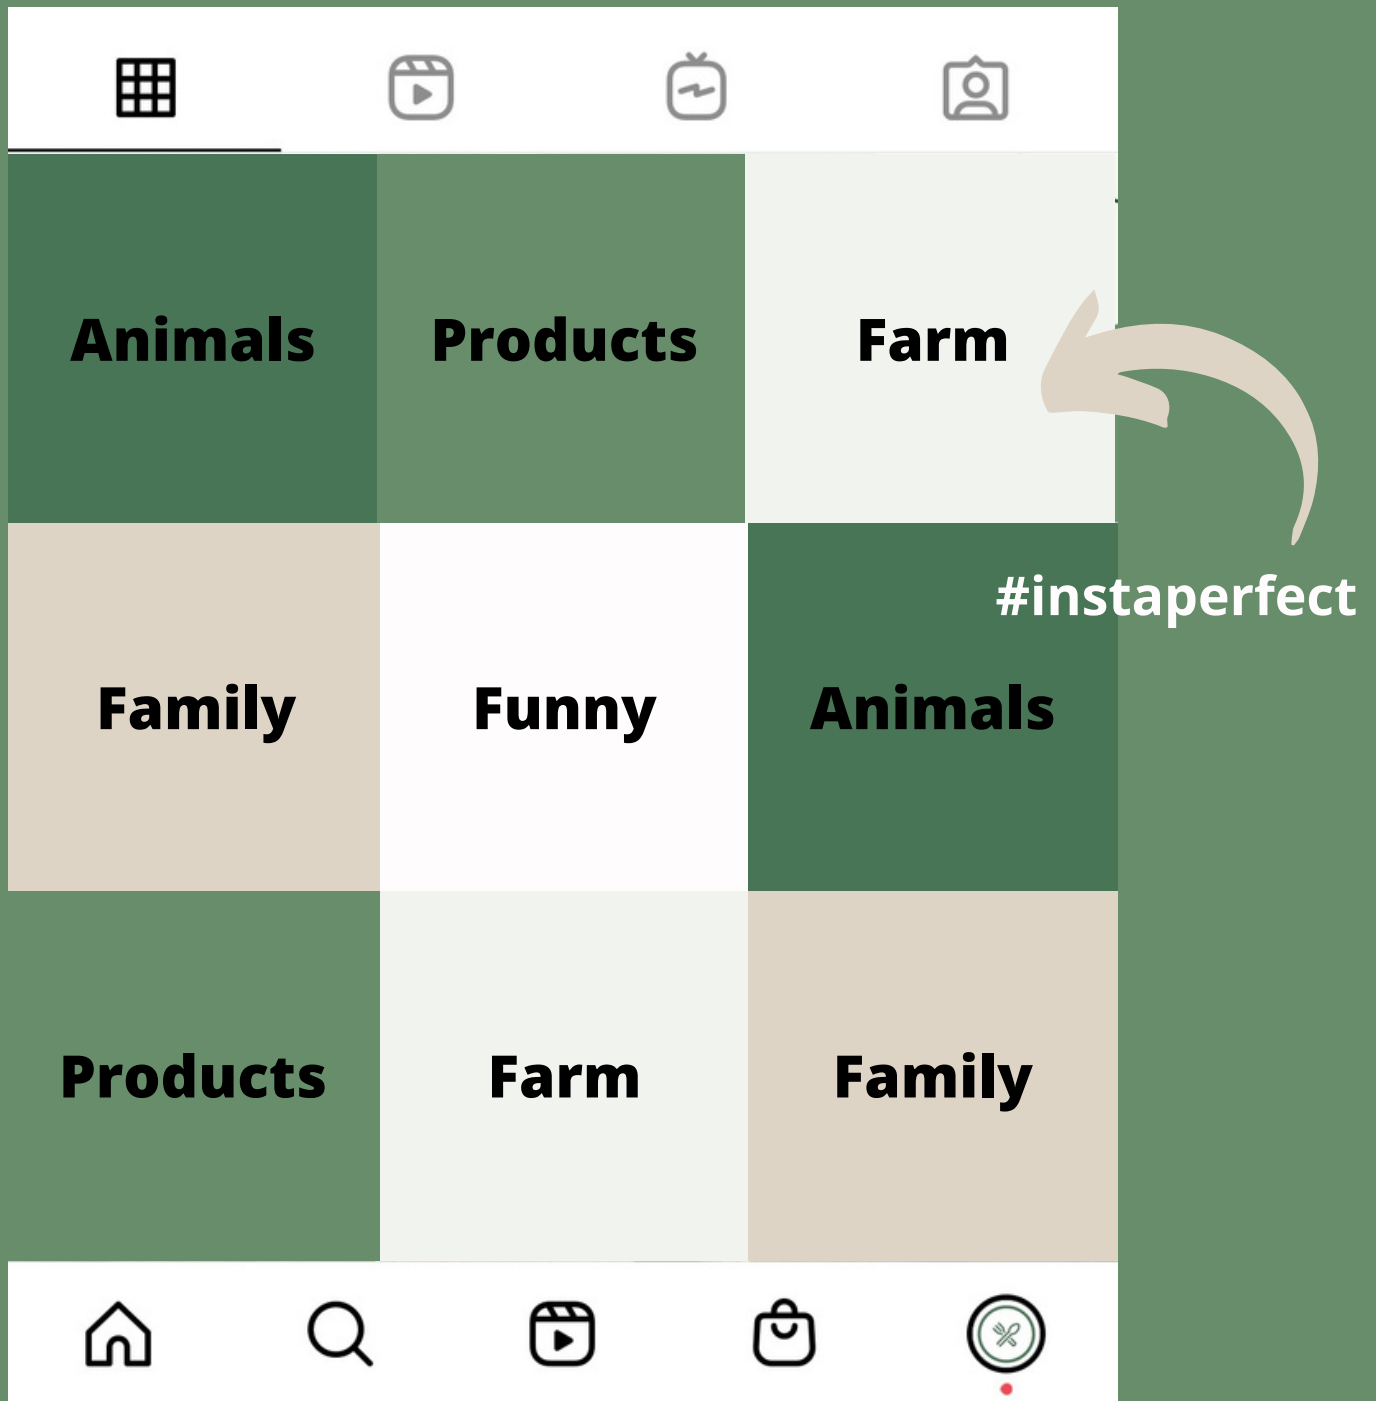 Animals
Products
Farm
#instaperfect
Family
Funny
Animals
Products
Farm
Family